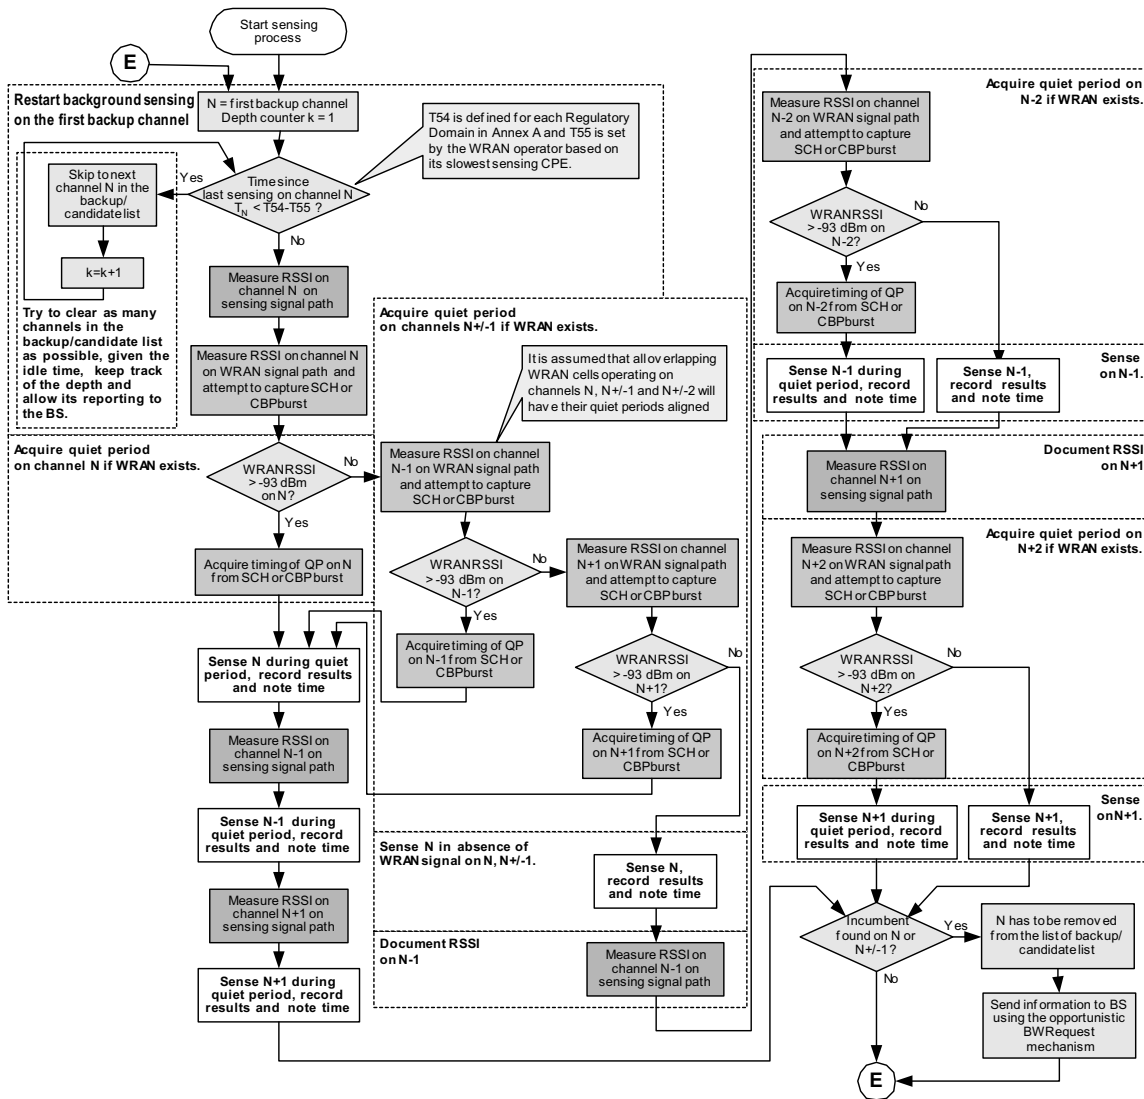 Start sensing
process
E
Restart background sensing
on the first backup channel
N = first backup channel
Depth counter k = 1
T54 is defined for each Regulatory
Domain in Annex A and T55 is set
by the WRAN operator based on
its slowest sensing CPE.
Skip to next
channel N in the
backup/
candidate list
Yes
Time since
last sensing on channel N
TN < T54-T55 ?
No
k=k+1
Try to clear as many
channels in the
backup/candidate list
as possible, given the
idle time, keep track
of the depth and
allow its reporting to
the BS.
Measure RSSI on
channel N on
sensing signal path
Measure RSSI on channel N
on WRAN signal path and
attempt to capture SCH or
CBP burst
Acquire quiet period
on channel N if WRAN exists.
WRAN RSSI
> -93 dBm
on N?
No
Yes
Acquire timing of QP on N
from SCH or CBP burst
Sense N during quiet
period, record results
and note time
Measure RSSI on
channel N-1 on
sensing signal path
Sense N-1 during
quiet period, record
results and note time
Measure RSSI on
channel N+1 on
sensing signal path
Sense N+1 during
quiet period, record
results and note time
Acquire quiet period
on channels N+/-1 if WRAN exists.
It is assumed that all overlapping
WRAN cells operating on
channels N, N+/-1 and N+/-2 will
have their quiet periods aligned
Measure RSSI on channel
N-1 on WRAN signal path
and attempt to capture
SCH or CBP burst
WRAN RSSI
> -93 dBm on
N-1?
No
Yes
Acquire timing of QP
on N-1 from SCH or
CBP burst
Measure RSSI on channel
N+1 on WRAN signal path
and attempt to capture
SCH or CBP burst
WRAN RSSI
> -93 dBm on
N+1?
No
Yes
Acquire timing of QP
on N+1 from SCH or
CBP burst
Sense N in absence of
WRAN signal on N, N+/-1.
Sense N,
record results
and note time
Document RSSI
on N-1
Measure RSSI on
channel N-1 on
sensing signal path
Acquire quiet period on
N-2 if WRAN exists.
Measure RSSI on channel
N-2 on WRAN signal path
and attempt to capture
SCH or CBP burst
WRAN RSSI
> -93 dBm on
N-2?
No
Yes
Acquire timing of QP
on N-2 from SCH or
CBP burst
Sense
on N-1.
Sense N-1 during
quiet period, record
results and note time
Sense N-1,
record results
and note time
Document RSSI
on N+1
Measure RSSI on
channel N+1 on
sensing signal path
Acquire quiet period on
N+2 if WRAN exists.
Measure RSSI on channel
N+2 on WRAN signal path
and attempt to capture
SCH or CBP burst
WRAN RSSI
> -93 dBm on
N+2?
No
Yes
Acquire timing of QP
on N+2 from SCH or
CBP burst
Sense
on N+1.
Sense N+1 during
quiet period, record
results and note time
Sense N+1,
record results
and note time
Incumbent
found on N or
N+/-1?
Yes
No
N has to be removed
from the list of backup/
candidate list
Send information to BS
using the opportunistic
BW Request
mechanism
E